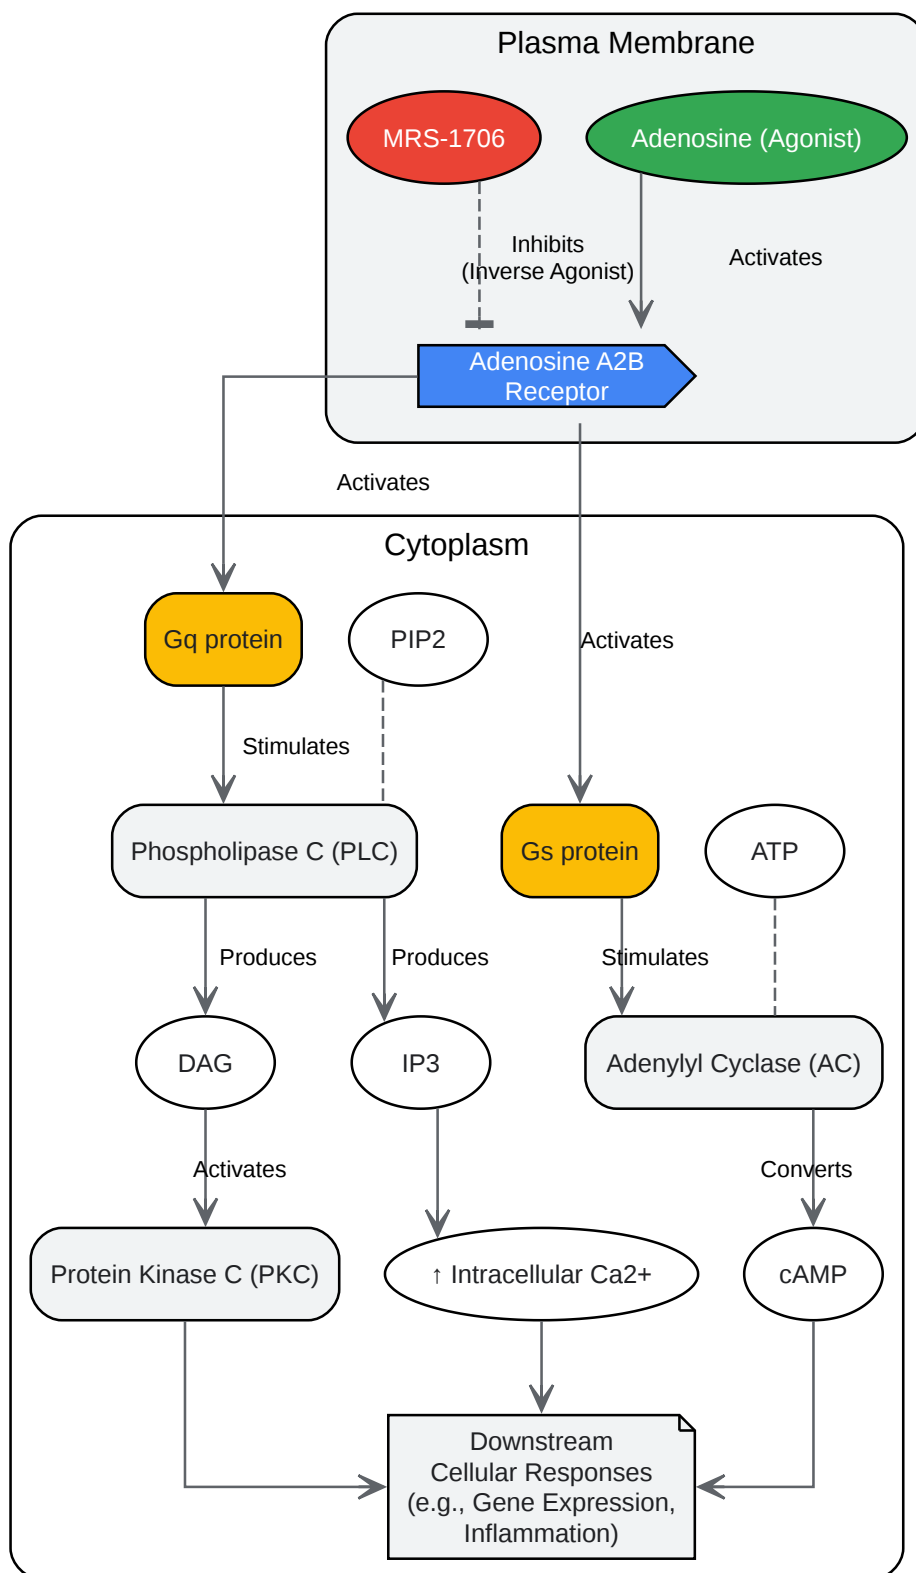 Plasma Membrane
MRS-1706
Adenosine (Agonist)
Inhibits
(Inverse Agonist)
Activates
Adenosine A2B
Receptor
Activates
Cytoplasm
Gq protein
PIP2
Activates
Stimulates
Phospholipase C (PLC)
Gs protein
ATP
Produces
Produces
Stimulates
DAG
IP3
Adenylyl Cyclase (AC)
Activates
Converts
Protein Kinase C (PKC)
↑ Intracellular Ca2+
cAMP
Downstream
Cellular Responses
(e.g., Gene Expression,
Inflammation)